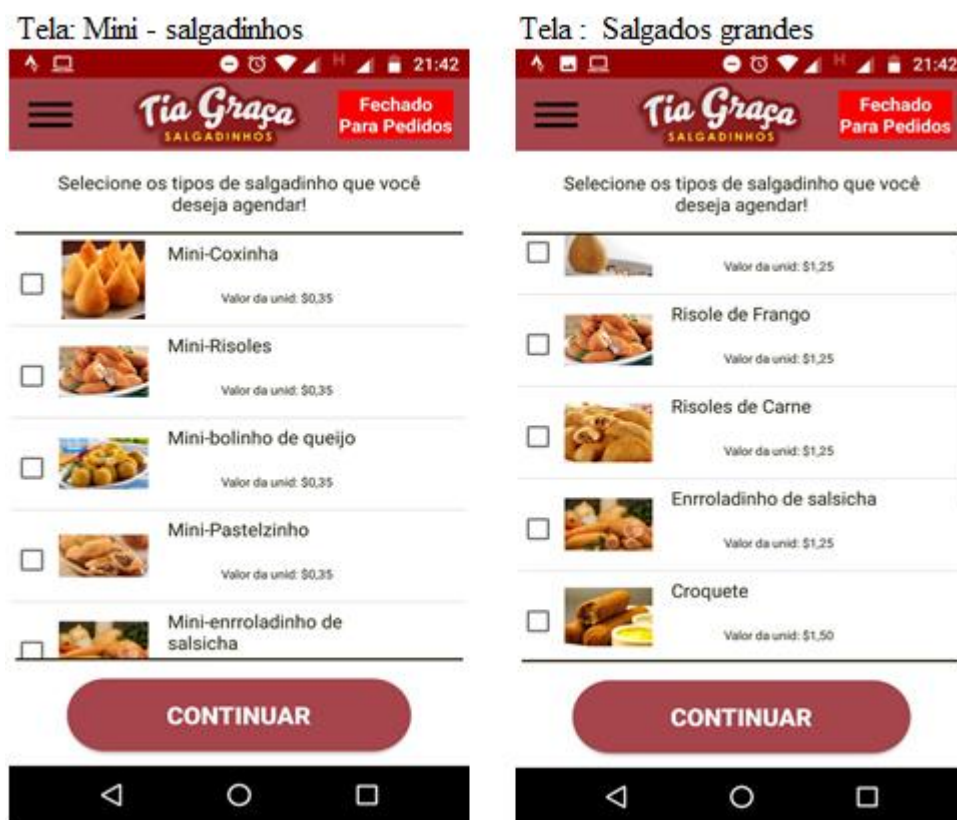 Tela: Mini - salgadinhos
21:42
Tia Graça
SALGADINHOS
Fechado
Para Pedidos
Selecione os tipos de salgadinho que você
deseja agendar!
Mini-Coxinha
Valor da unid: $0,35
Mini-Risoles
Valor da unid: $0,35
Mini-bolinho de queijo
Valor da unid: $0,35
Mini-Pastelzinho
Valor da unid: $0,35
Mini-enrroladinho de
salsicha
CONTINUAR
Tela : Salgados grandes
H 21:42
Tia Graça
SALGADINHOS
Fechado
Para Pedidos
Selecione os tipos de salgadinho que você
deseja agendar!
Valor da unid: $1,25
Risole de Frango
Valor da unid: $1,25
Risoles de Carne
Valor da unid: $1,25
Enrroladinho de salsicha
Valor da unid: $1,25
Croquete
Valor da unid: $1,50
CONTINUAR